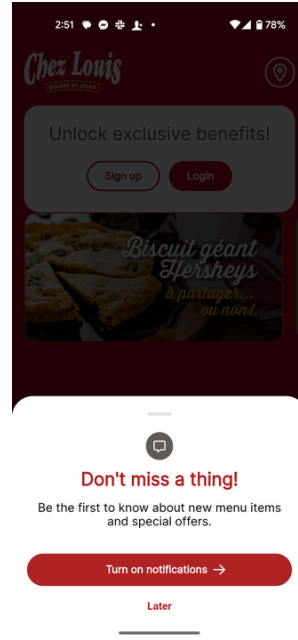 2:51
78%
Chez Louis
poulet et pizza
Unlock exclusive benefits!
Sign up
Login
Biscuit géant
Hersheys
à partager...
ou non!
Don't miss a thing!
Be the first to know about new menu items
and special offers.
Turn on notifications →
Later